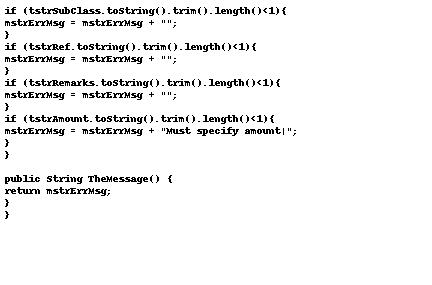 if (tstrSubClass.toString().trim().length()<1){
mstrErrMsg = mstrErrMsg + "";
}
if (tstrRef.toString().trim().length()<1){
mstrErrMsg = mstrErrMsg + "";
}
if (tstrRemarks.toString().trim().length()<1){
mstrErrMsg = mstrErrMsg + "";
}
if (tstrAmount.toString().trim().length()<1){
mstrErrMsg = mstrErrMsg + "Must specify amount|";
}
}

public String TheMessage() {
return mstrErrMsg;
}
}